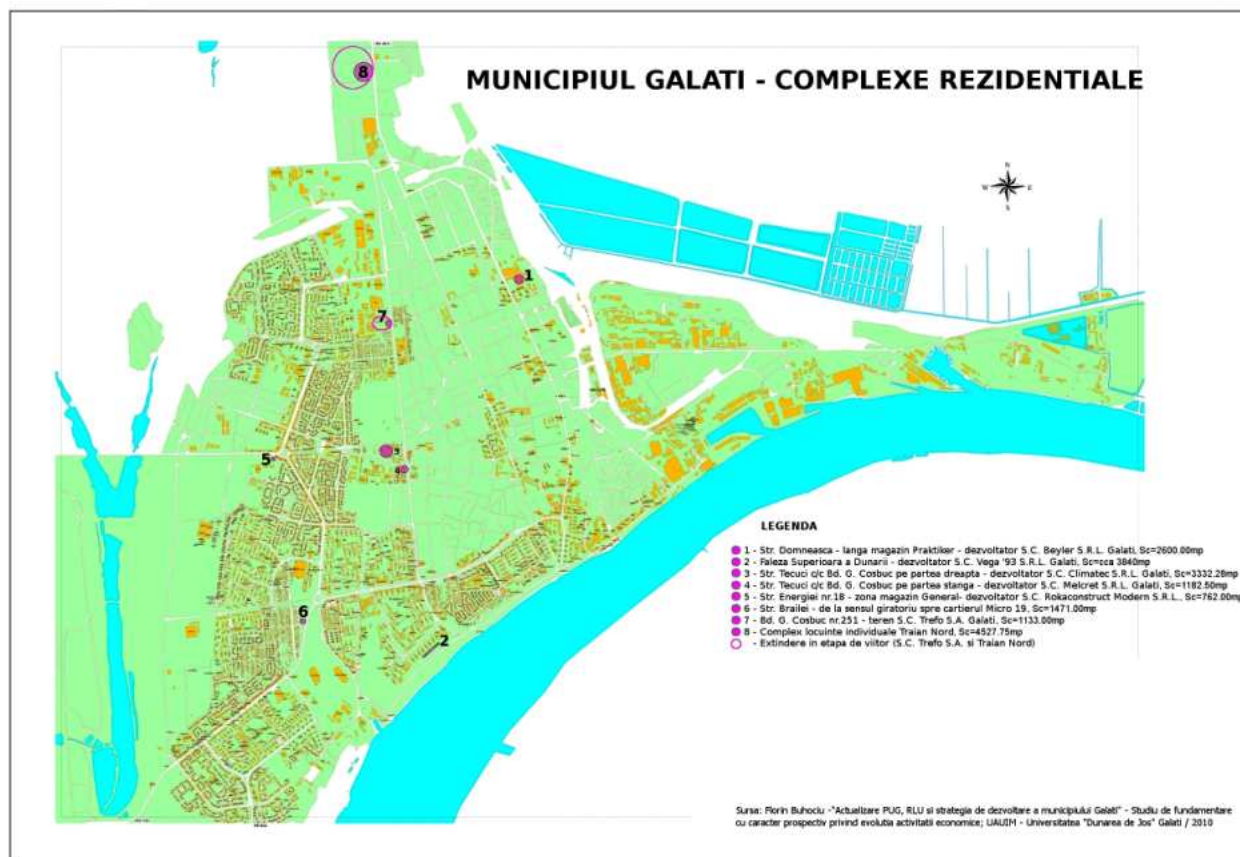 MUNICIPIUL GALATI - COMPLEXE REZIDENTIALE
N
W E
S
8
1
7
3
5
4
6
2
LEGENDA
1 - Str. Domneasca - langa magazin Praktiker - dezvoltator S.C. Beyler S.R.L. Galati, Sc=2600.00mp
2 - Faleza Superioara a Dunarii - dezvoltator S.C. Vega '93 S.R.L. Galati, Sc=cca 3840mp
3 - Str. Tecuci c/c Bd. G. Cosbuc pe partea dreapta - dezvoltator S.C. Climatec S.R.L. Galati, Sc=3332.28mp
4 - Str. Tecuci c/c Bd. G. Cosbuc pe partea stanga - dezvoltator S.C. Melcret S.R.L. Galati, Sc=1182.50mp
5 - Str. Energiei nr.18 - zona magazin General- dezvoltator S.C. Rokaconstruct Modern S.R.L., Sc=762.00mp
6 - Str. Brailei - de la sensul giratoriu spre cartierul Micro 19, Sc=1471.00mp
7 - Bd. G. Cosbuc nr.251 - teren S.C. Trefo S.A. Galati, Sc=1133.00mp
8 - Complex locuinte individuale Traian Nord, Sc=4527.75mp
- Extindere in etapa de viitor (S.C. Trefo S.A. si Traian Nord)
Sursa: Florin Buhociu -"Actualizare PUG, RLU si strategia de dezvoltare a municipiului Galati" - Studiu de fundamentare
cu caracter prospectiv privind evolutia activitatii economice; UAUIM - Universitatea "Dunarea de Jos" Galati / 2010